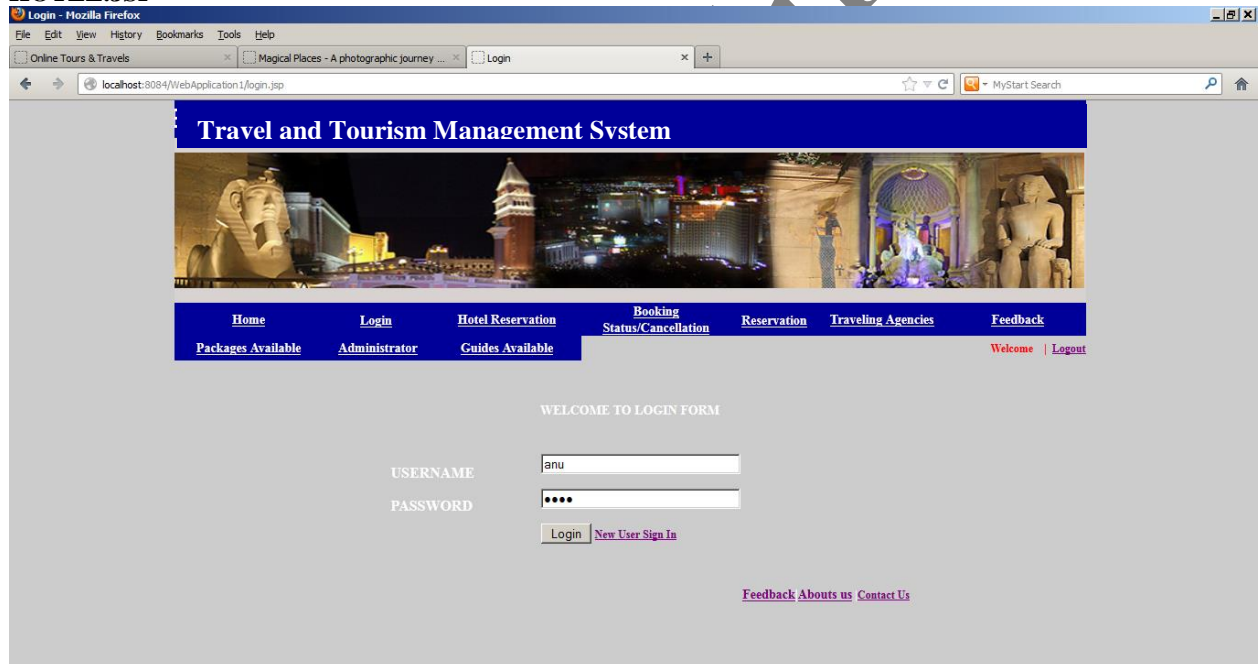 HOTEL.JSP
Login - Mozilla Firefox
File Edit View History Bookmarks Tools Help
Online Tours & Travels × Magical Places - A photographic journey ... × Login × +
localhost:8084/WebApplication1/login.jsp MyStart Search
Travel and Tourism Management System
Home Login Hotel Reservation Booking Status/Cancellation Reservation Traveling Agencies Feedback
Packages Available Administrator Guides Available Welcome | Logout
WELCOME TO LOGIN FORM
USERNAME anu
PASSWORD ••••
Login New User Sign In
Feedback Abouts us Contact Us